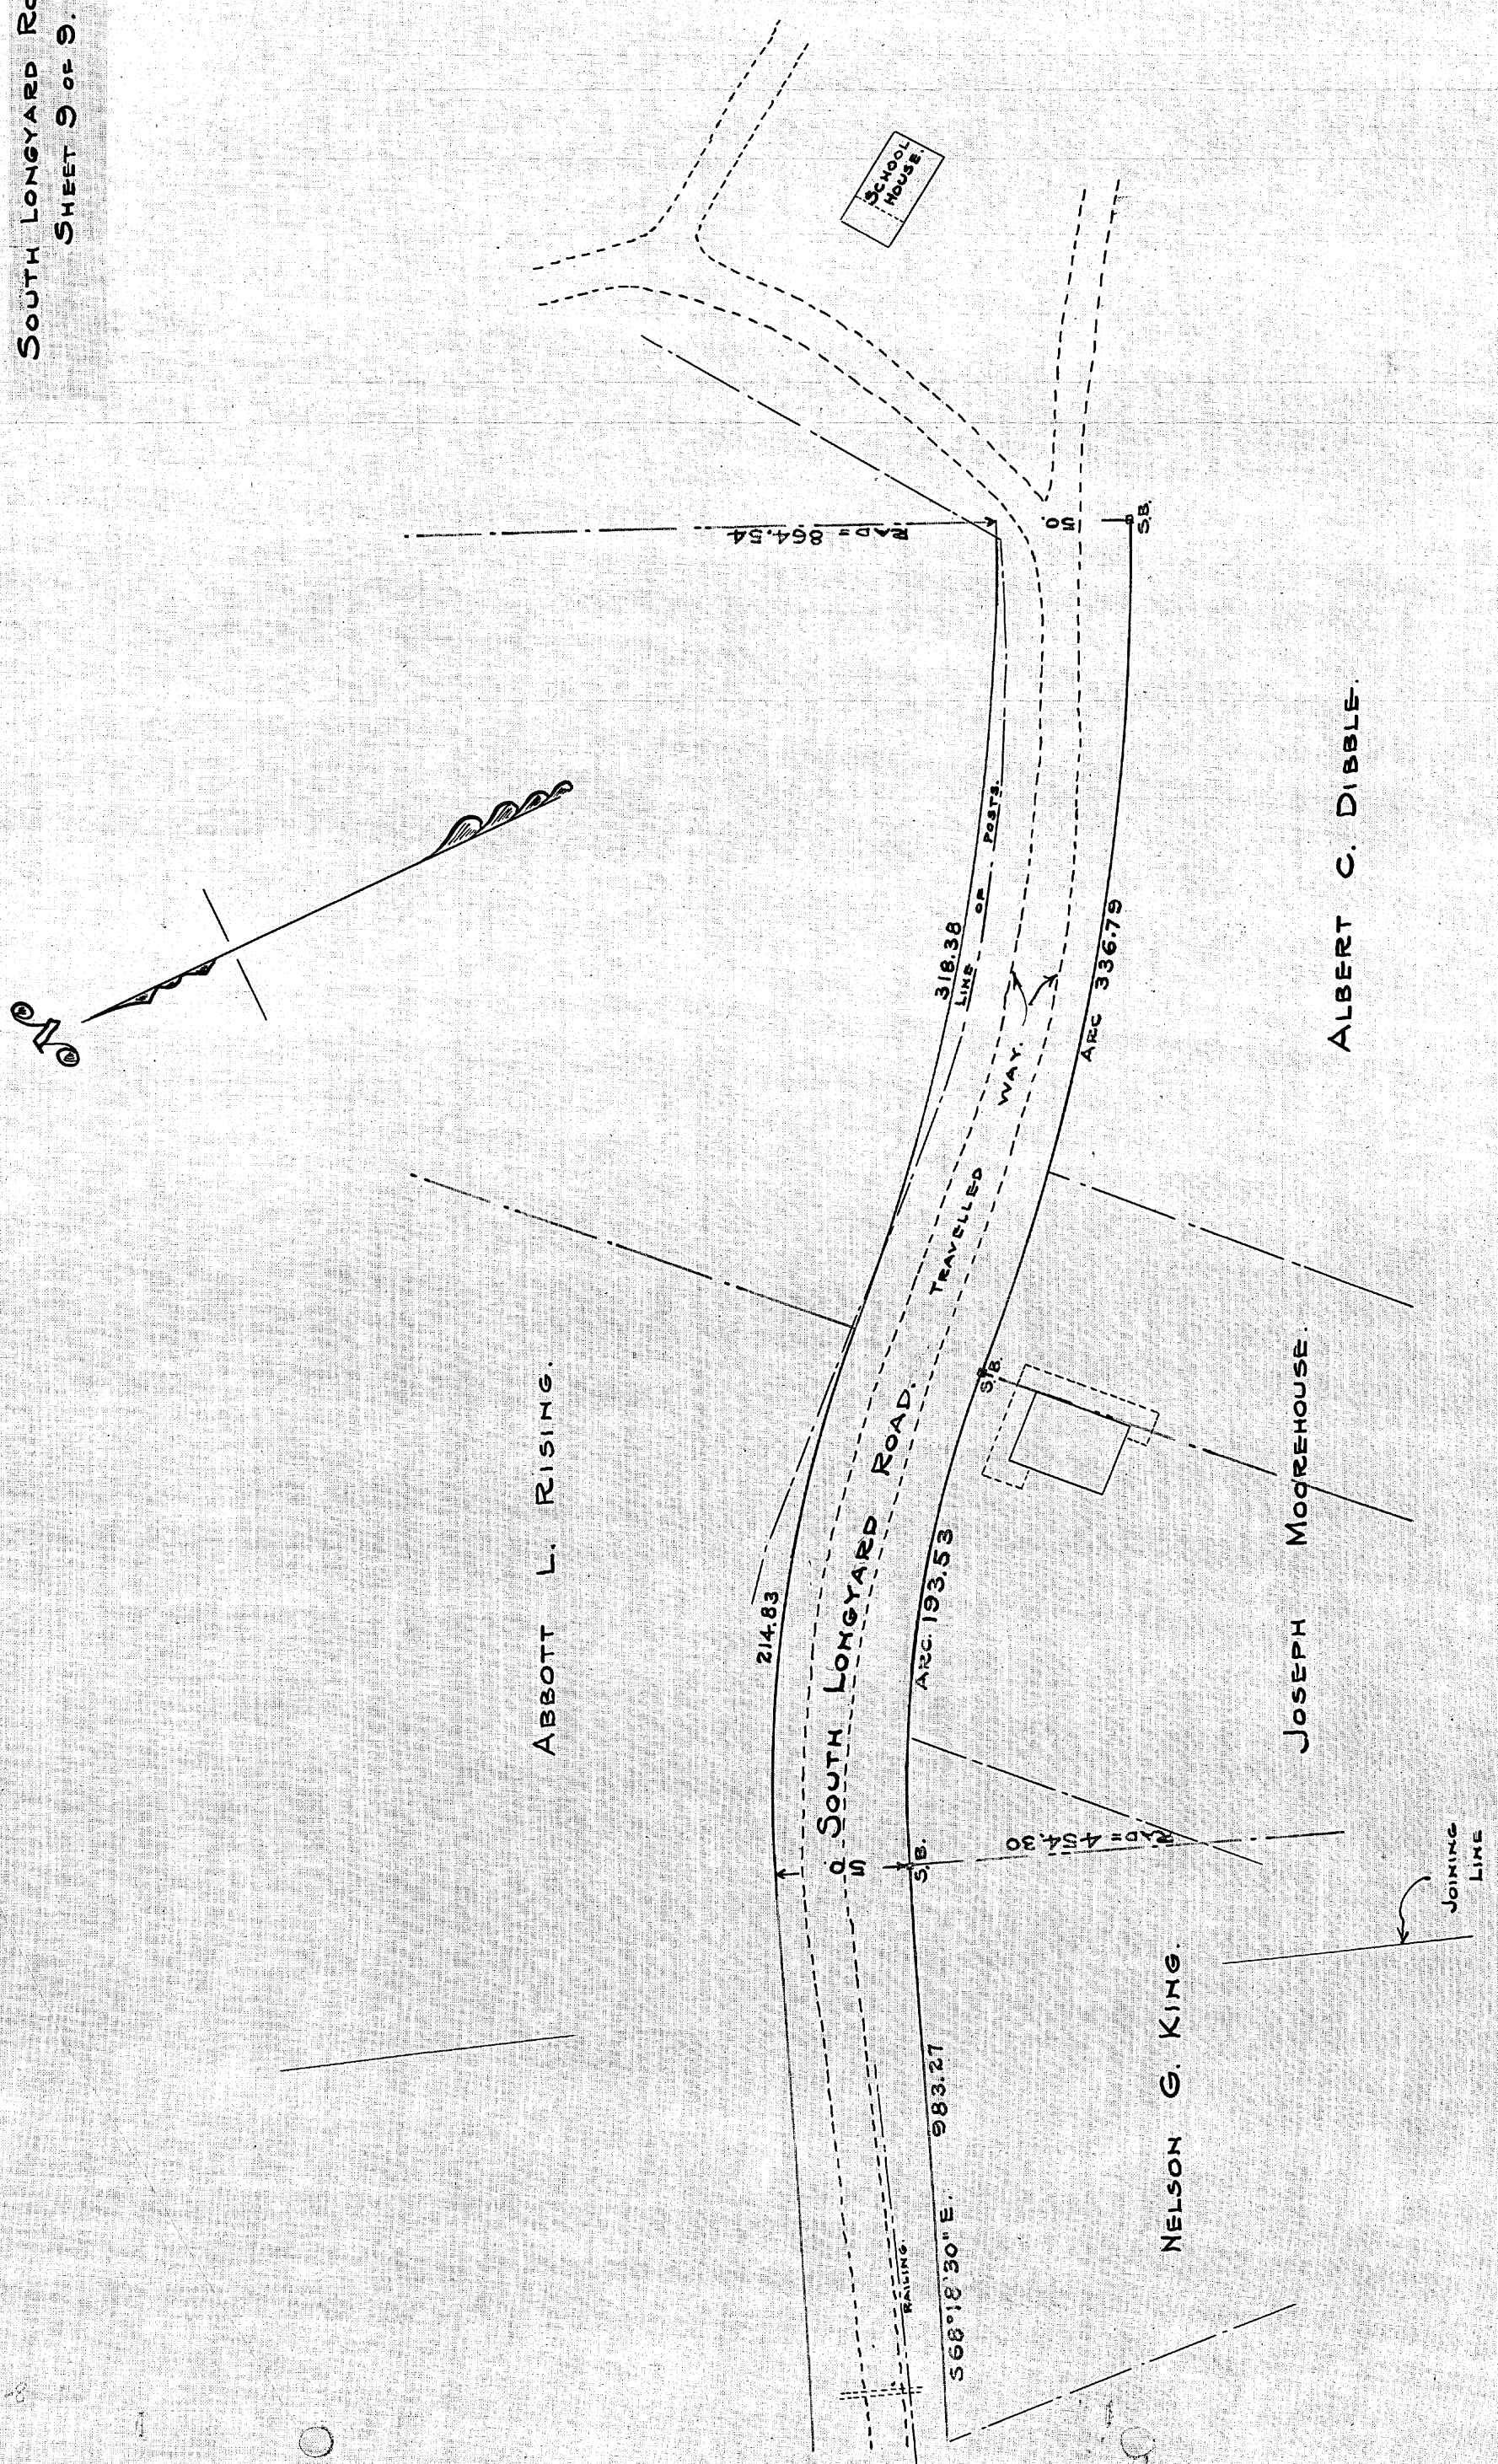 SOUTH LONGYARD Ro
SHEET 9 OF 9.
SCHOOL
HOUSE.
N
RAD = 864.54
50.
S.B.
318.38
LINE OF POSTS.
TRAVELLED WAY.
ARC 336.79
ALBERT C. DIBBLE.
ABBOTT L. RISING.
214.83
SOUTH LONGYARD ROAD.
S.B.
ARC. 193.53
JOSEPH MOOREHOUSE.
50.
S.B.
RAD = 454.30
JOINING
LINE
NELSON G. KING.
S68°18'30"E. 983.27
RAILING.